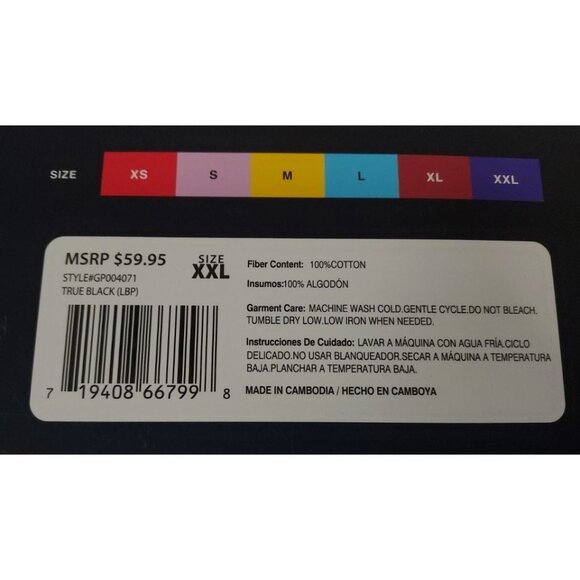 SIZE XS S M L XL XXL
MSRP $59.95
SIZE
XXL
STYLE#GP004071
TRUE BLACK (LBP)
7 19408 66799 8
Fiber Content: 100%COTTON
Insumos:100% ALGODÓN
Garment Care: MACHINE WASH COLD.GENTLE CYCLE.DO NOT BLEACH.
TUMBLE DRY LOW.LOW IRON WHEN NEEDED.
Instrucciones De Cuidado: LAVAR A MÁQUINA CON AGUA FRÍA.CICLO
DELICADO.NO USAR BLANQUEADOR.SECAR A MÁQUINA A TEMPERATURA
BAJA.PLANCHAR A TEMPERATURA BAJA.
MADE IN CAMBODIA / HECHO EN CAMBOYA